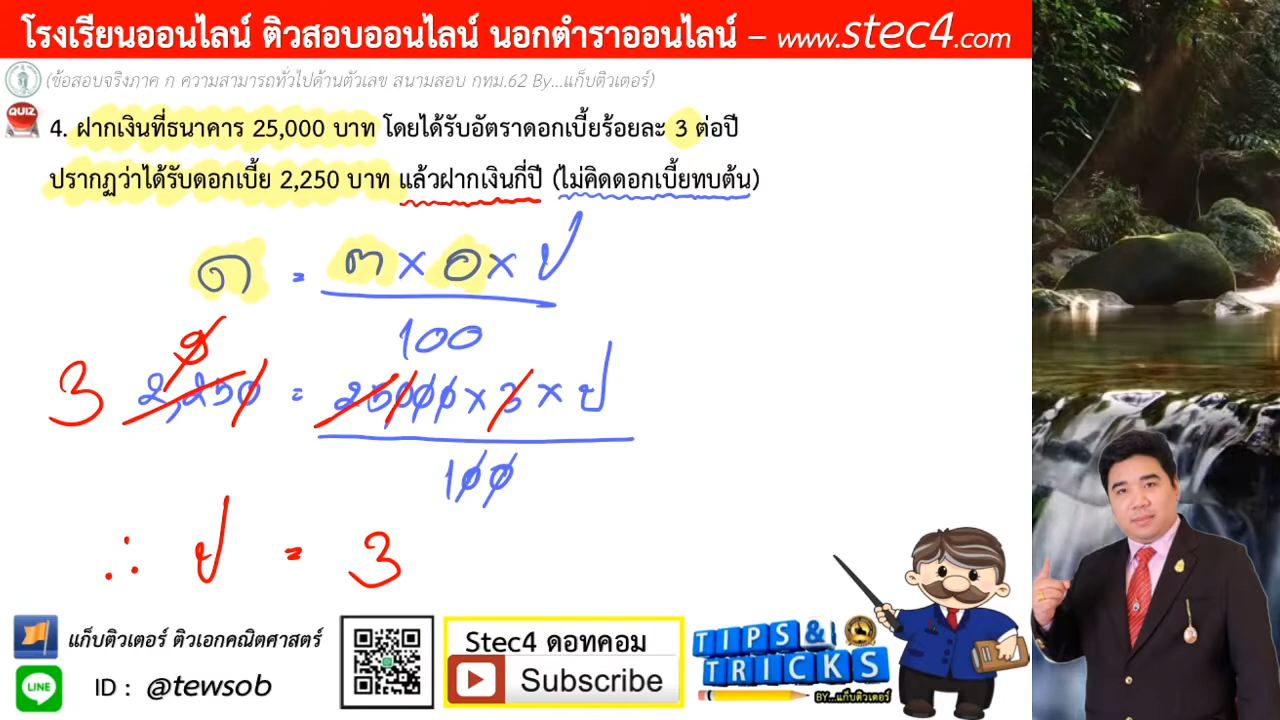 โรงเรียนออนไลน์ ติวสอบออนไลน์ นอกตำราออนไลน์ – www.stec4.com
(ข้อสอบจริงภาค ก ความสามารถทั่วไปด้านตัวเลข สนามสอบ กทม.62 By...แก็บติวเตอร์)
QUIZ
4. ฝากเงินที่ธนาคาร 25,000 บาท โดยได้รับอัตราดอกเบี้ยร้อยละ 3 ต่อปี
ปรากฏว่าได้รับดอกเบี้ย 2,250 บาท แล้วฝากเงินกี่ปี (ไม่คิดดอกเบี้ยทบต้น)
ด = ต × อ × ป
100
9
3 2,250 = 25000 × 3 × ป
100
∴ ป = 3
แก็บติวเตอร์ ติวเอกคณิตศาสตร์
LINE ID : @tewsob
Stec4 ดอทคอม
Subscribe
TIPS &
TRICKS
BY...แก็บติวเตอร์